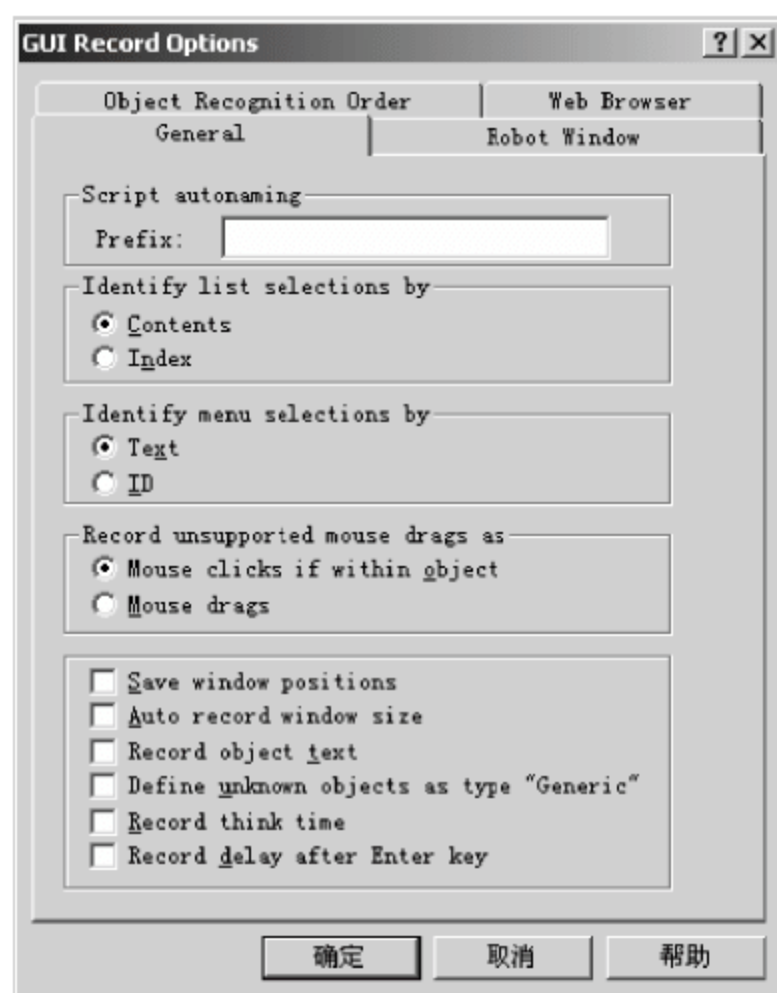 GUI Record Options
Object Recognition Order
Web Browser
General
Robot Window
Script autonaming
Prefix:
Identify list selections by
Contents
Index
Identify menu selections by
Text
ID
Record unsupported mouse drags as
Mouse clicks if within object
Mouse drags
Save window positions
Auto record window size
Record object text
Define unknown objects as type "Generic"
Record think time
Record delay after Enter key
确定
取消
帮助